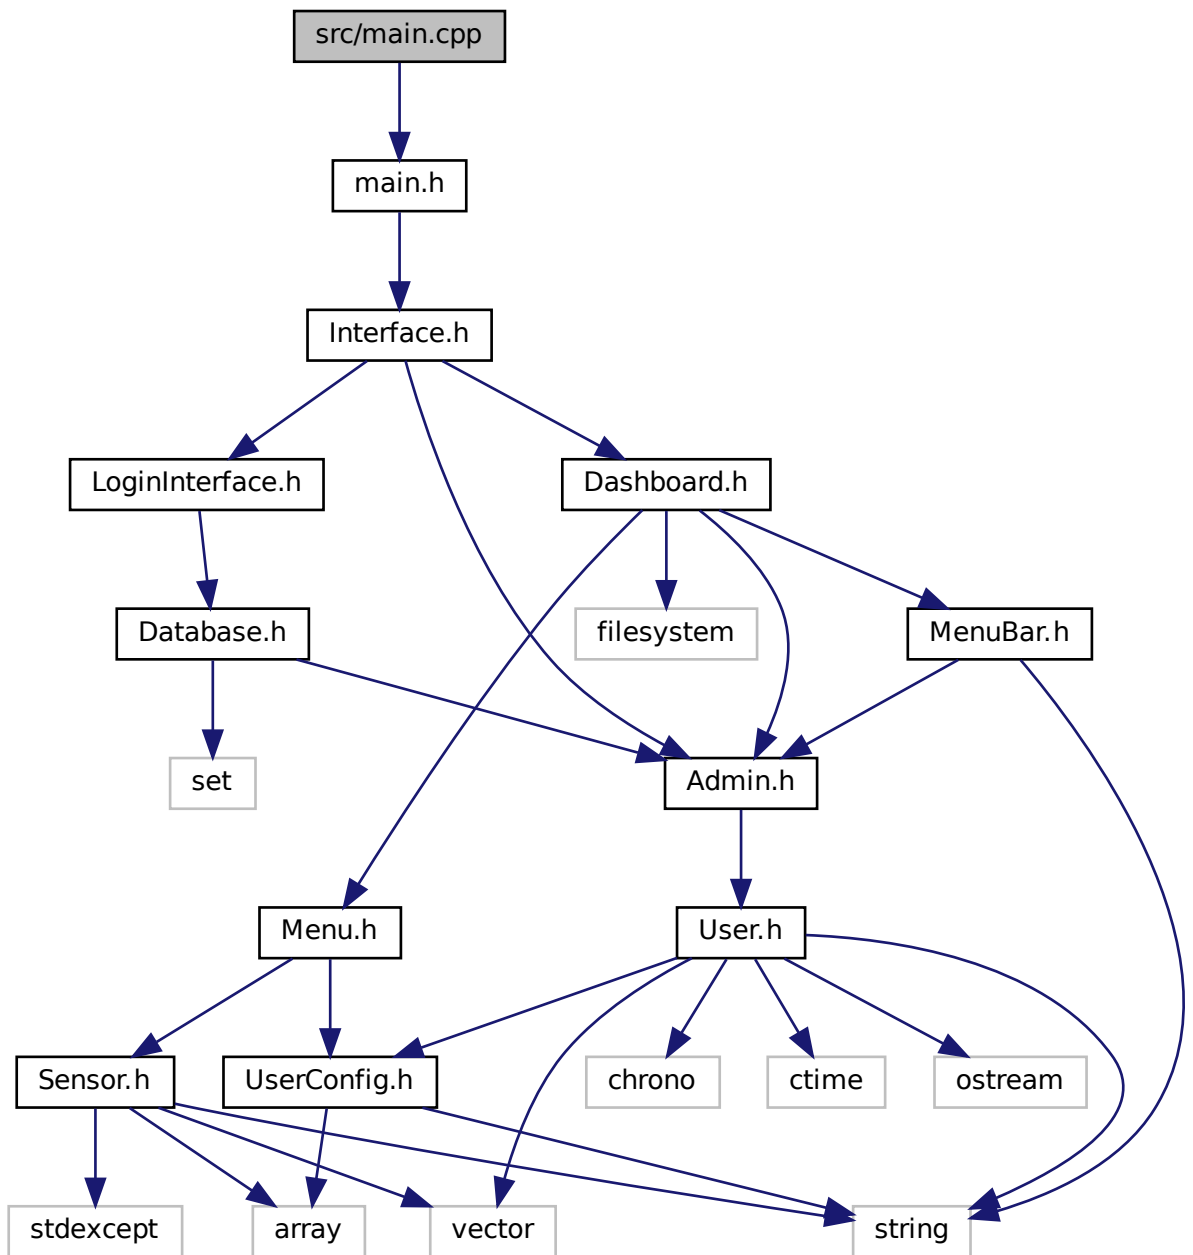 src/main.cpp
main.h
Interface.h
LoginInterface.h
Dashboard.h
Database.h
filesystem
MenuBar.h
set
Admin.h
Menu.h
User.h
Sensor.h
UserConfig.h
chrono
ctime
ostream
stdexcept
array
vector
string